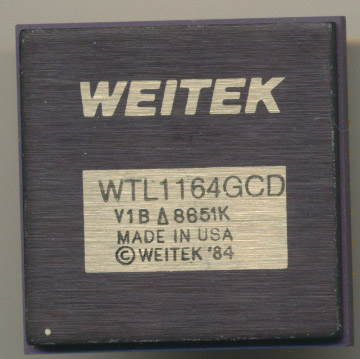 WEITEK
WTL1164GCD
V1B Δ 8651K
MADE IN USA
© WEITEK '84